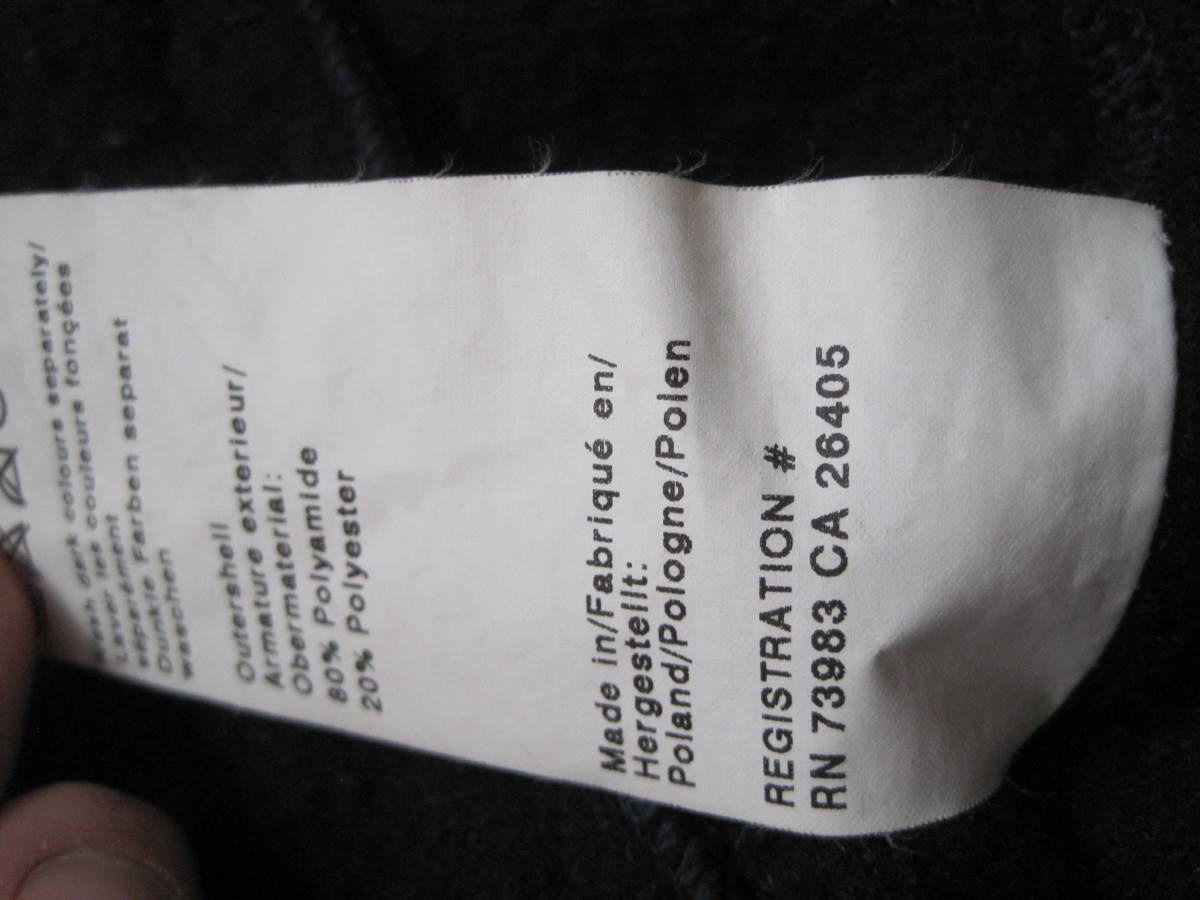 Wash dark colours separately/
Laver les couleurs fonçées
séparément
Dunkle Farben separat
waschen
Outershell
Armature exterieur/
Obermaterial:
80% Polyamide
20% Polyester
Made in/Fabriqué en/
Hergestellt:
Poland/Pologne/Polen
REGISTRATION #
RN 73983 CA 26405